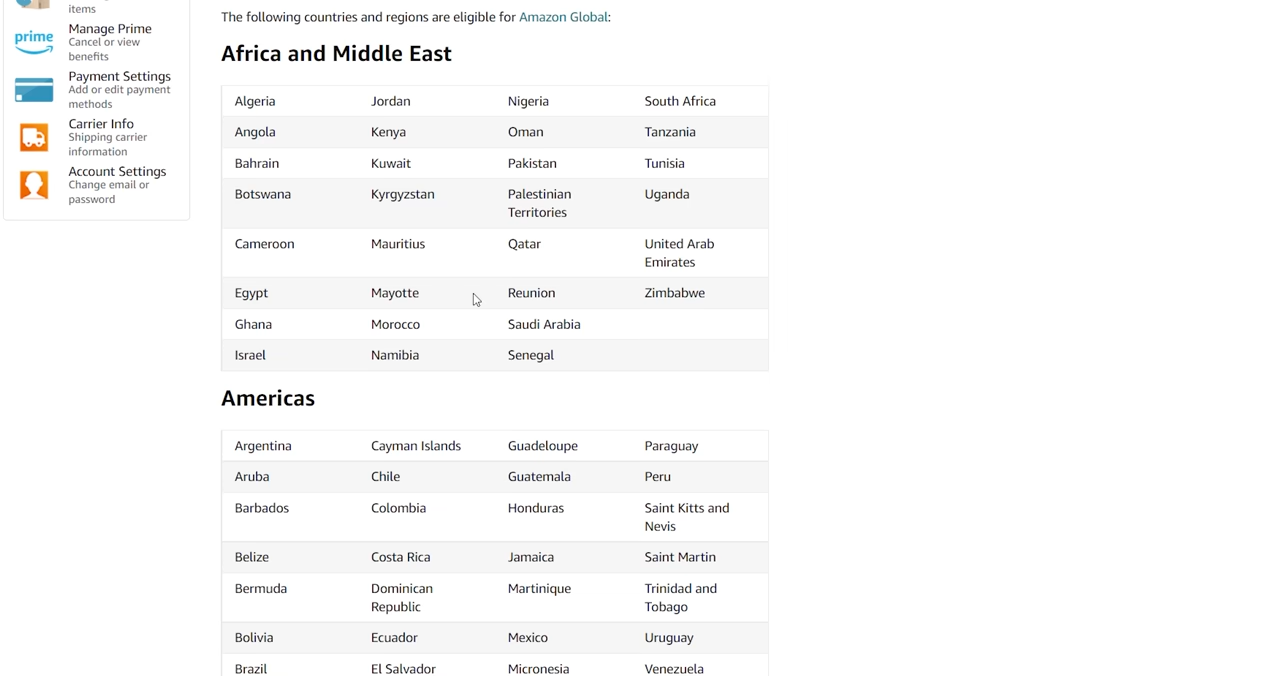 items
prime
Manage Prime
Cancel or view
benefits
Payment Settings
Add or edit payment
methods
Carrier Info
Shipping carrier
information
Account Settings
Change email or
password
The following countries and regions are eligible for Amazon Global:
Africa and Middle East
Algeria Jordan Nigeria South Africa
Angola Kenya Oman Tanzania
Bahrain Kuwait Pakistan Tunisia
Botswana Kyrgyzstan Palestinian Uganda
Territories
Cameroon Mauritius Qatar United Arab
Emirates
Egypt Mayotte Reunion Zimbabwe
Ghana Morocco Saudi Arabia
Israel Namibia Senegal
Americas
Argentina Cayman Islands Guadeloupe Paraguay
Aruba Chile Guatemala Peru
Barbados Colombia Honduras Saint Kitts and
Nevis
Belize Costa Rica Jamaica Saint Martin
Bermuda Dominican Martinique Trinidad and
Republic Tobago
Bolivia Ecuador Mexico Uruguay
Brazil El Salvador Micronesia Venezuela